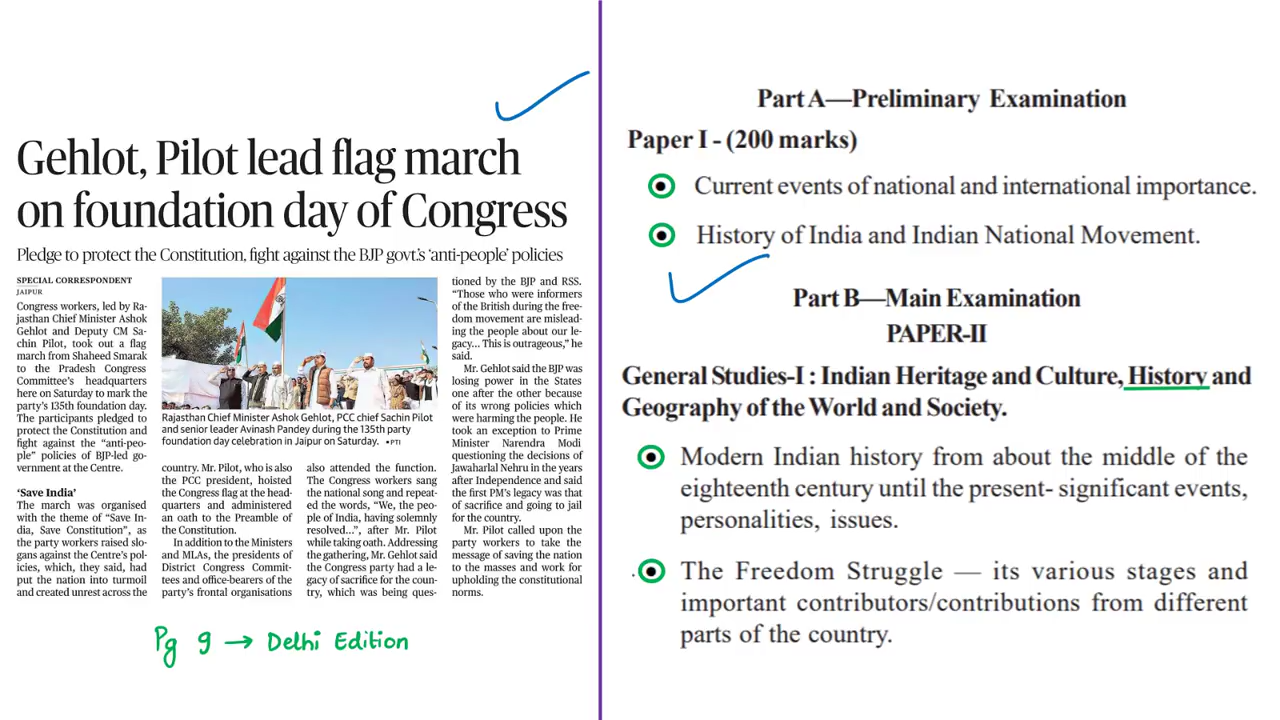 Gehlot, Pilot lead flag march
on foundation day of Congress
Pledge to protect the Constitution, fight against the BJP govt.'s 'anti-people' policies
SPECIAL CORRESPONDENT
JAIPUR
Congress workers, led by Ra-
jasthan Chief Minister Ashok
Gehlot and Deputy CM Sa-
chin Pilot, took out a flag
march from Shaheed Smarak
to the Pradesh Congress
Committee's headquarters
here on Saturday to mark the
party's 135th foundation day.
The participants pledged to
protect the Constitution and
fight against the "anti-peo-
ple" policies of BJP-led go-
vernment at the Centre.
'Save India'
The march was organised
with the theme of "Save In-
dia, Save Constitution", as
the party workers raised slo-
gans against the Centre's pol-
icies, which, they said, had
put the nation into turmoil
and created unrest across the
Rajasthan Chief Minister Ashok Gehlot, PCC chief Sachin Pilot
and senior leader Avinash Pandey during the 135th party
foundation day celebration in Jaipur on Saturday. •PTI
country. Mr. Pilot, who is also
the PCC president, hoisted
the Congress flag at the head-
quarters and administered
an oath to the Preamble of
the Constitution.
In addition to the Ministers
and MLAs, the presidents of
District Congress Commit-
tees and office-bearers of the
party's frontal organisations
also attended the function.
The Congress workers sang
the national song and repeat-
ed the words, "We, the peo-
ple of India, having solemnly
resolved...", after Mr. Pilot
while taking oath. Addressing
the gathering, Mr. Gehlot said
the Congress party had a le-
gacy of sacrifice for the coun-
try, which was being ques-
tioned by the BJP and RSS.
"Those who were informers
of the British during the free-
dom movement are mislead-
ing the people about our le-
gacy... This is outrageous," he
said.
Mr. Gehlot said the BJP was
losing power in the States
one after the other because
of its wrong policies which
were harming the people. He
took an exception to Prime
Minister Narendra Modi
questioning the decisions of
Jawaharlal Nehru in the years
after Independence and said
the first PM's legacy was that
of sacrifice and going to jail
for the country.
Mr. Pilot called upon the
party workers to take the
message of saving the nation
to the masses and work for
upholding the constitutional
norms.
Pg 9 → Delhi Edition
Part A—Preliminary Examination
Paper I - (200 marks)
Current events of national and international importance.
History of India and Indian National Movement.
Part B—Main Examination
PAPER-II
General Studies-I : Indian Heritage and Culture, History and
Geography of the World and Society.
Modern Indian history from about the middle of the
eighteenth century until the present- significant events,
personalities, issues.
The Freedom Struggle — its various stages and
important contributors/contributions from different
parts of the country.